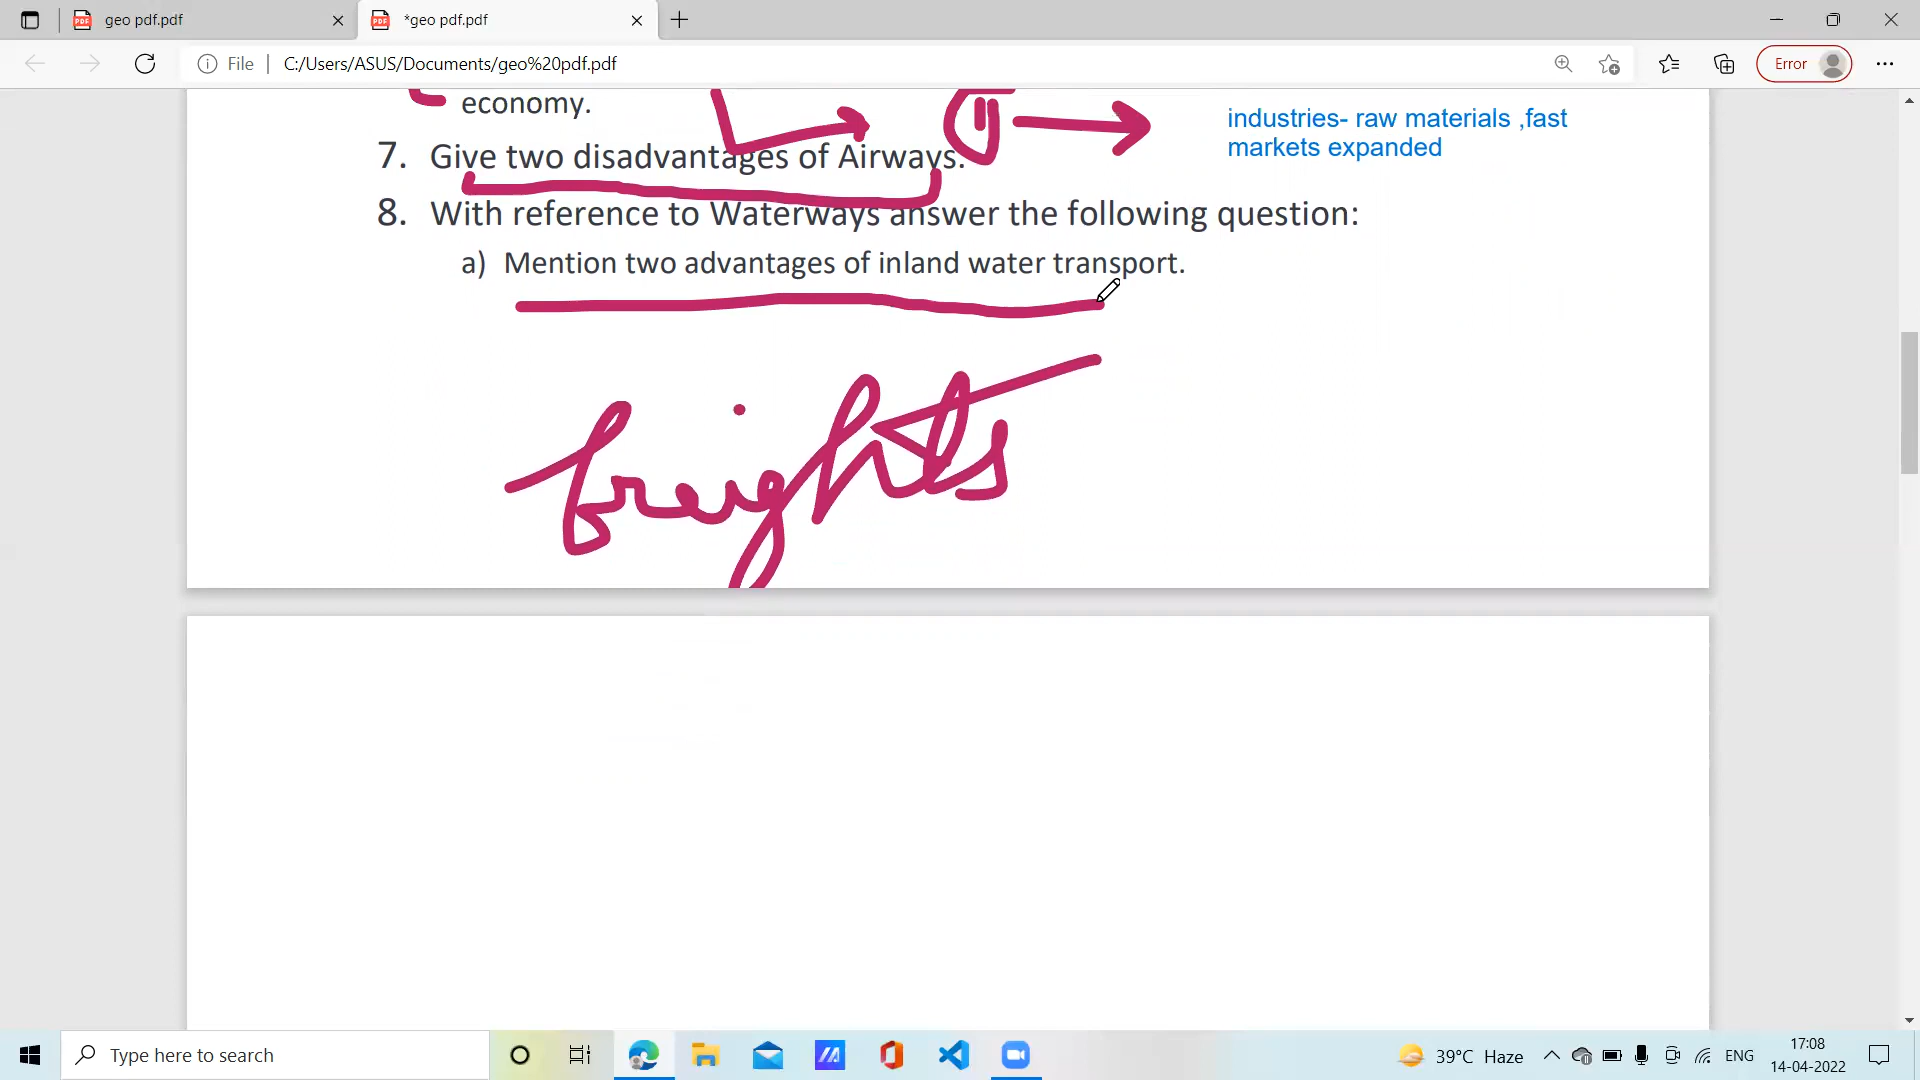 geo pdf.pdf
*geo pdf.pdf
File
C:/Users/ASUS/Documents/geo%20pdf.pdf
Error
economy.
industries- raw materials ,fast
markets expanded
7. Give two disadvantages of Airways.
8. With reference to Waterways answer the following question:
a) Mention two advantages of inland water transport.
freights
Type here to search
39°C Haze
ENG
17:08
14-04-2022